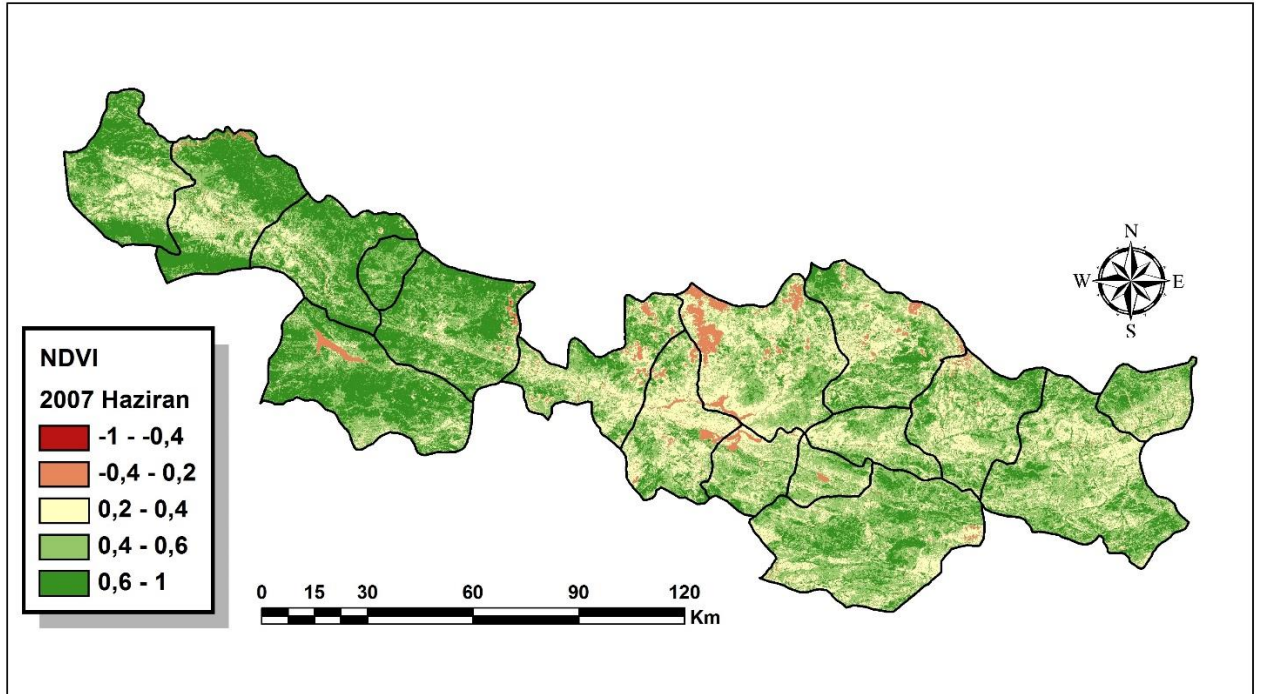 N
W E
S
NDVI
2007 Haziran
-1 - -0,4
-0,4 - 0,2
0,2 - 0,4
0,4 - 0,6
0,6 - 1
0 15 30 60 90 120
Km